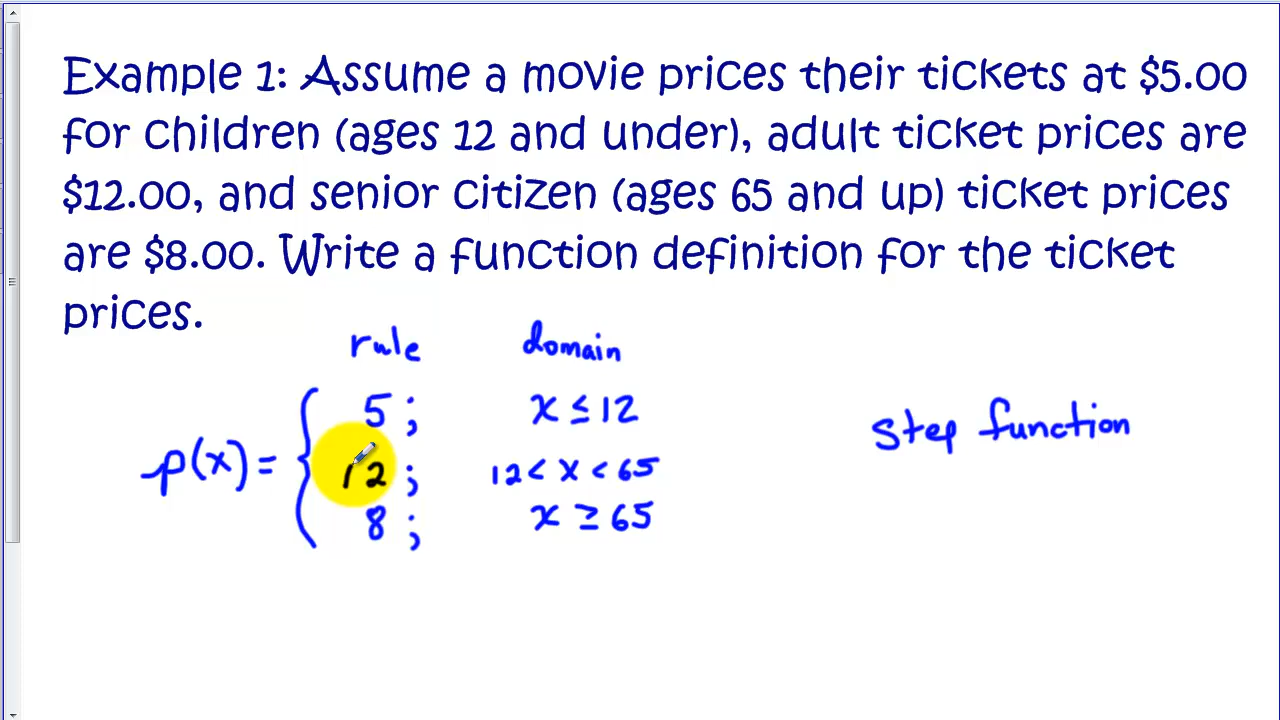 Example 1: Assume a movie prices their tickets at $5.00
for children (ages 12 and under), adult ticket prices are
$12.00, and senior citizen (ages 65 and up) ticket prices
are $8.00. Write a function definition for the ticket
prices.
rule domain
5; x ≤ 12
p(x) = { 12; 12 < x < 65
8; x ≥ 65
step function